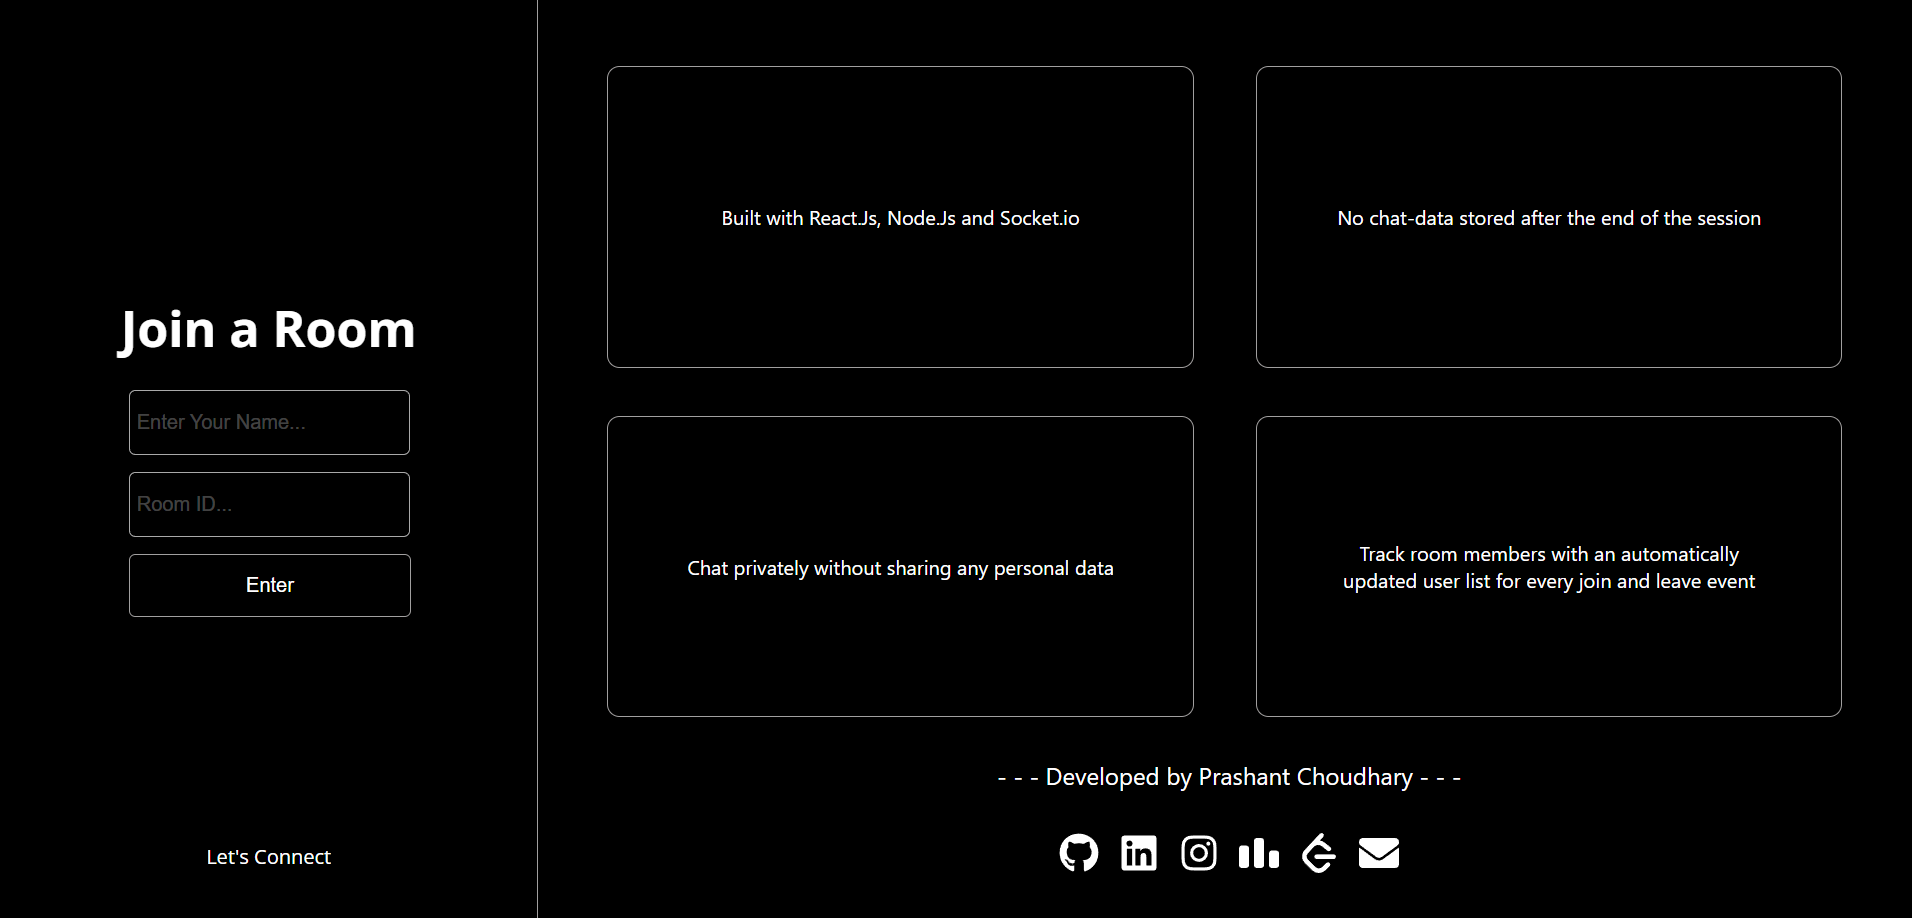 Join a Room
Enter Your Name...
Room ID...
Enter
Let's Connect
Built with React.Js, Node.Js and Socket.io
No chat-data stored after the end of the session
Chat privately without sharing any personal data
Track room members with an automatically
updated user list for every join and leave event
- - - Developed by Prashant Choudhary - - -
in